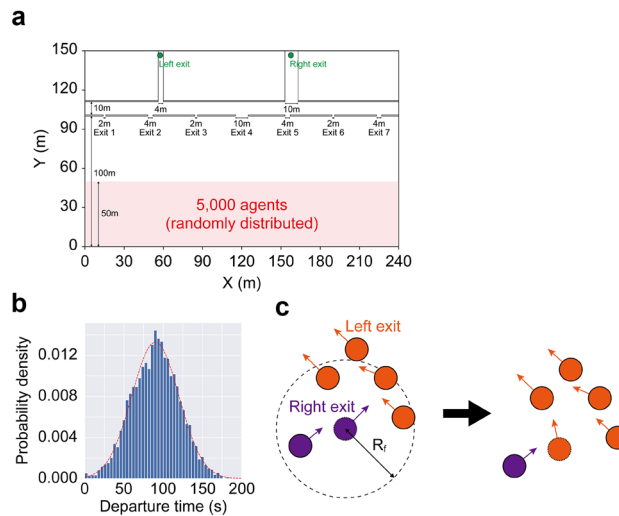 a
150
120
90
60
30
0
Y (m)
Left exit
Right exit
10m
4m
10m
2m
4m
2m
10m
4m
2m
4m
Exit 1
Exit 2
Exit 3
Exit 4
Exit 5
Exit 6
Exit 7
100m
50m
5,000 agents
(randomly distributed)
0
30
60
90
120
150
180
210
240
X (m)
b
0.012
0.008
0.004
0.000
Probability density
0
50
100
150
200
Departure time (s)
c
Left exit
Right exit
Rf